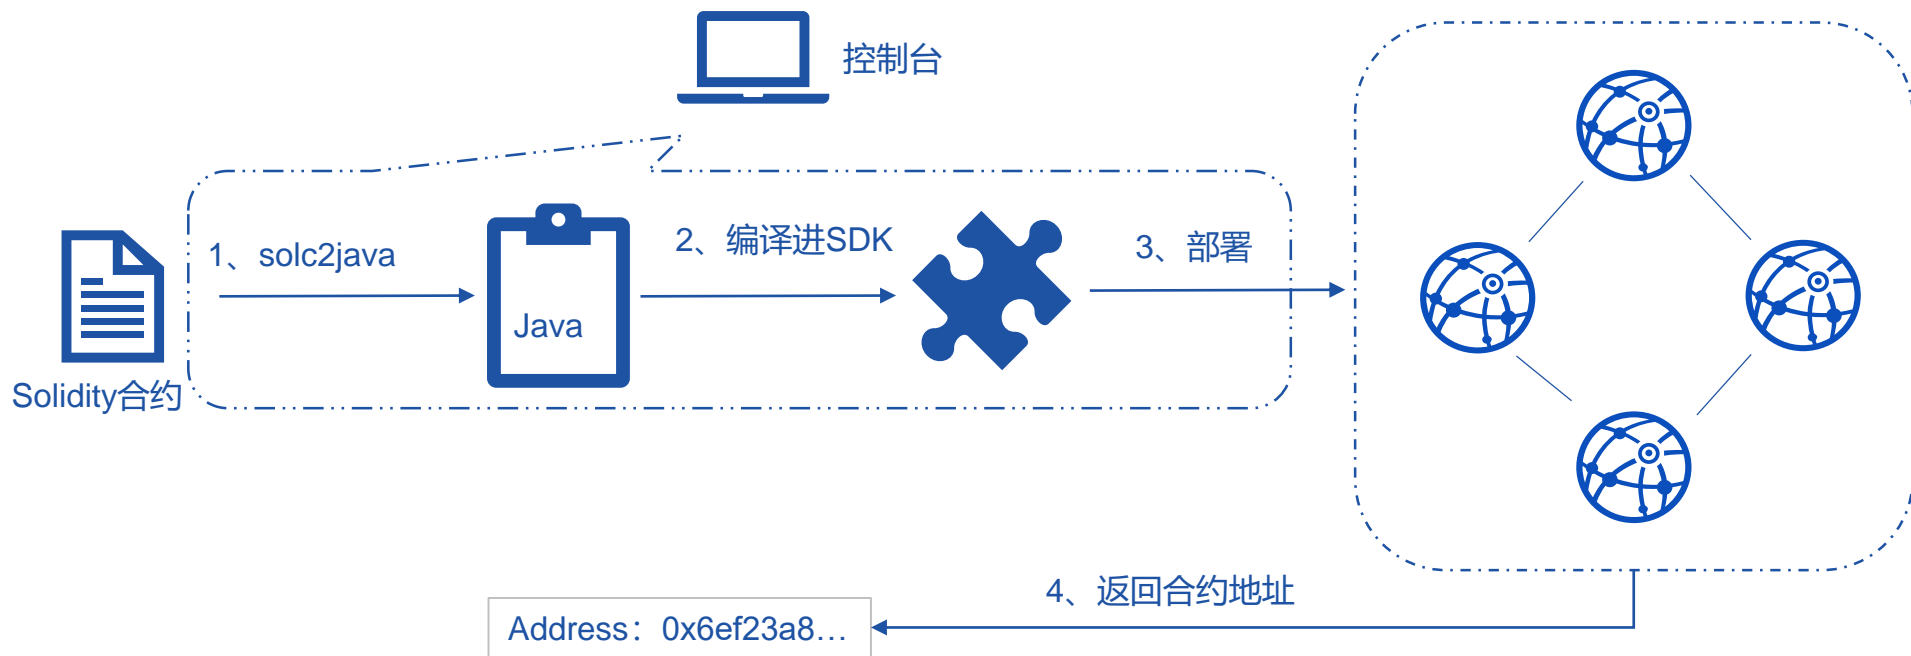 控制台
1、solc2java
2、编译进SDK
3、部署
Java
Solidity合约
4、返回合约地址
Address：0x6ef23a8…